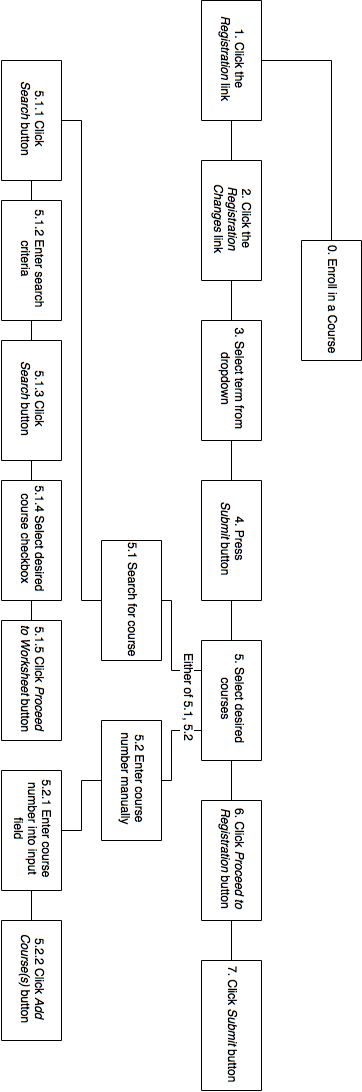 0. Enroll in a Course
1. Click the
Registration link
2. Click the
Registration
Changes link
3. Select term from
dropdown
4. Press
Submit button
5. Select desired
courses
6. Click Proceed to
Registration button
7. Click Submit button
Either of 5.1, 5.2
5.1 Search for course
5.2 Enter course
number manually
5.1.1 Click
Search button
5.1.2 Enter search
criteria
5.1.3 Click
Search button
5.1.4 Select desired
course checkbox
5.1.5 Click Proceed
to Worksheet button
5.2.1 Enter course
number into input
field
5.2.2 Click Add
Course(s) button